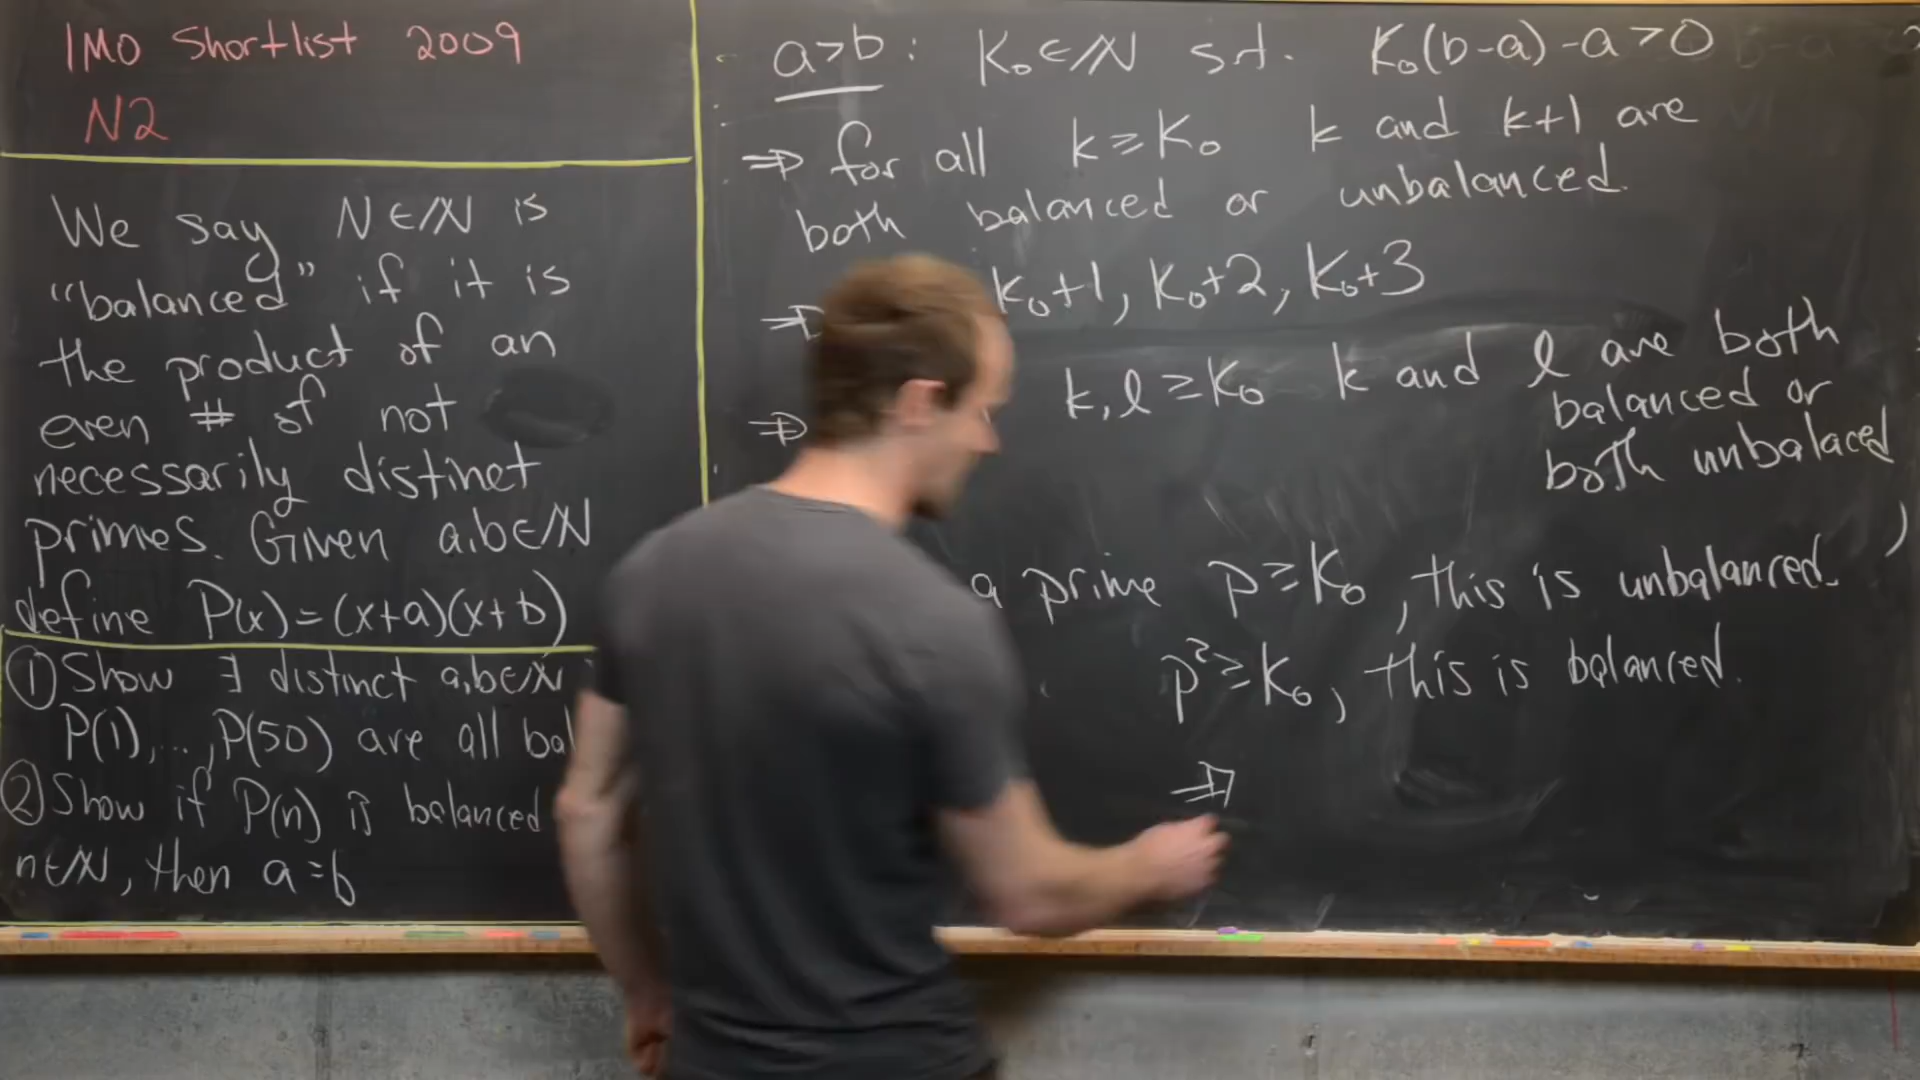 IMO Shortlist 2009
N2
We say N∈ℕ is
"balanced" if it is
the product of an
even # of not
necessarily distinct
primes. Given a,b∈ℕ
define P(x)=(x+a)(x+b)
① Show ∃ distinct a,b∈ℕ
P(1),...,P(50) are all bal
② Show if P(n) is balanced
n∈ℕ, then a=b
a>b: K₀∈ℕ s.t. K₀(b-a)-a>0
⇒ for all k≥K₀ k and k+1 are
both balanced or unbalanced.
⇒ K₀+1, K₀+2, K₀+3
⇒ k,l≥K₀ k and l are both
balanced or
both unbalaced
a prime p≥K₀, this is unbalanced.
p²≥K₀, this is balanced.
⇒